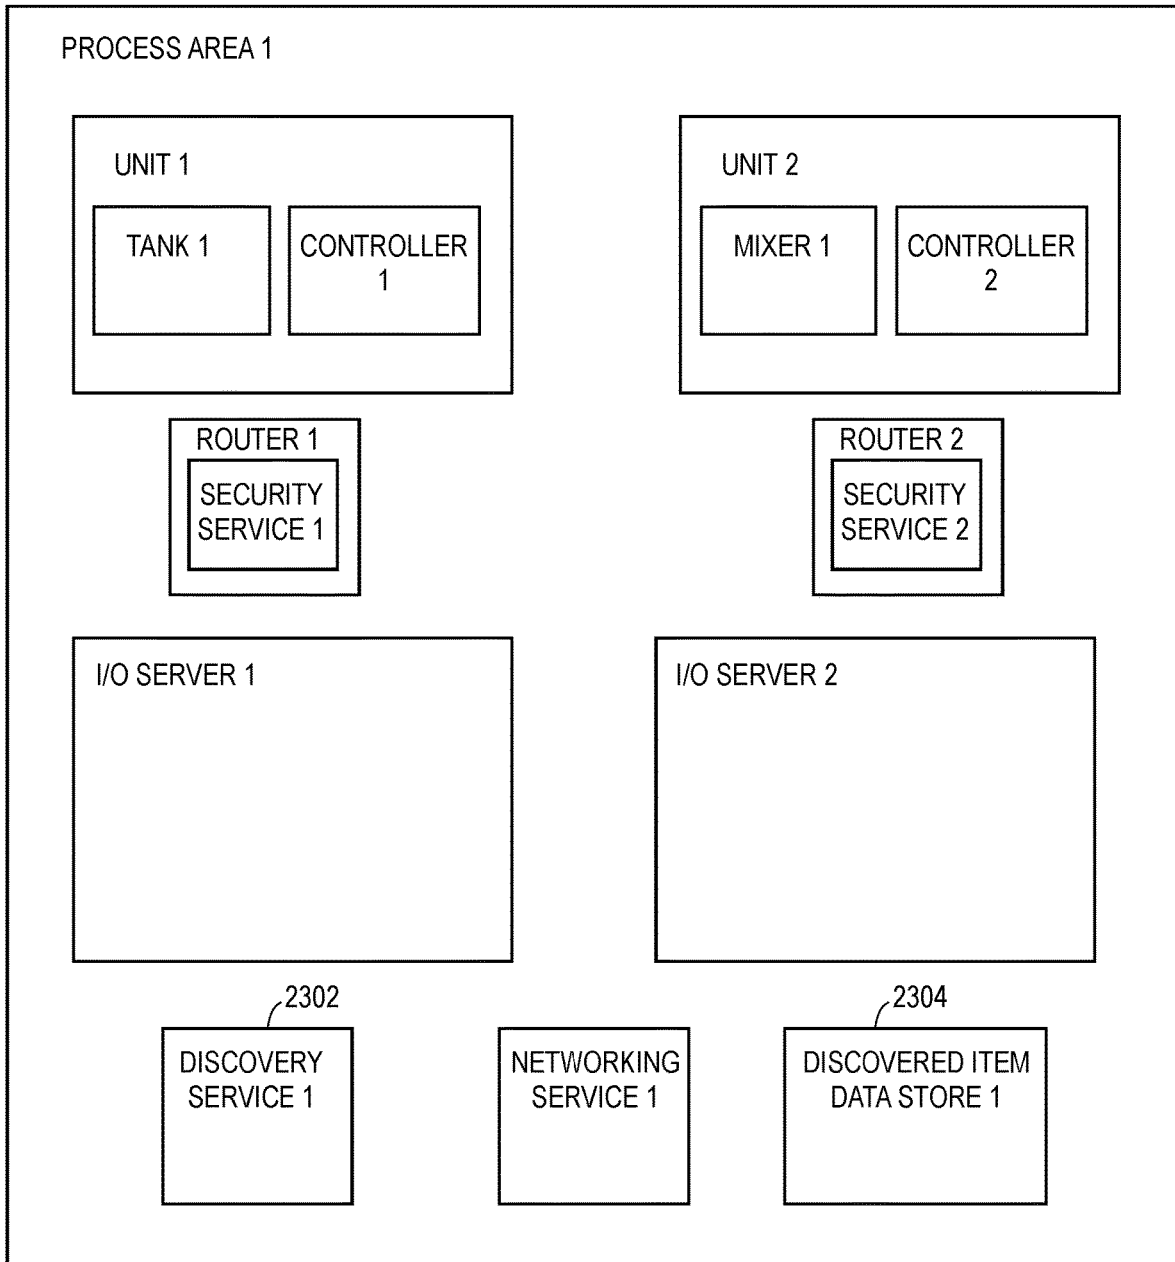 PROCESS AREA 1
UNIT 1
TANK 1
CONTROLLER
1
UNIT 2
MIXER 1
CONTROLLER
2
ROUTER 1
SECURITY
SERVICE 1
ROUTER 2
SECURITY
SERVICE 2
I/O SERVER 1
I/O SERVER 2
2302
DISCOVERY
SERVICE 1
NETWORKING
SERVICE 1
2304
DISCOVERED ITEM
DATA STORE 1